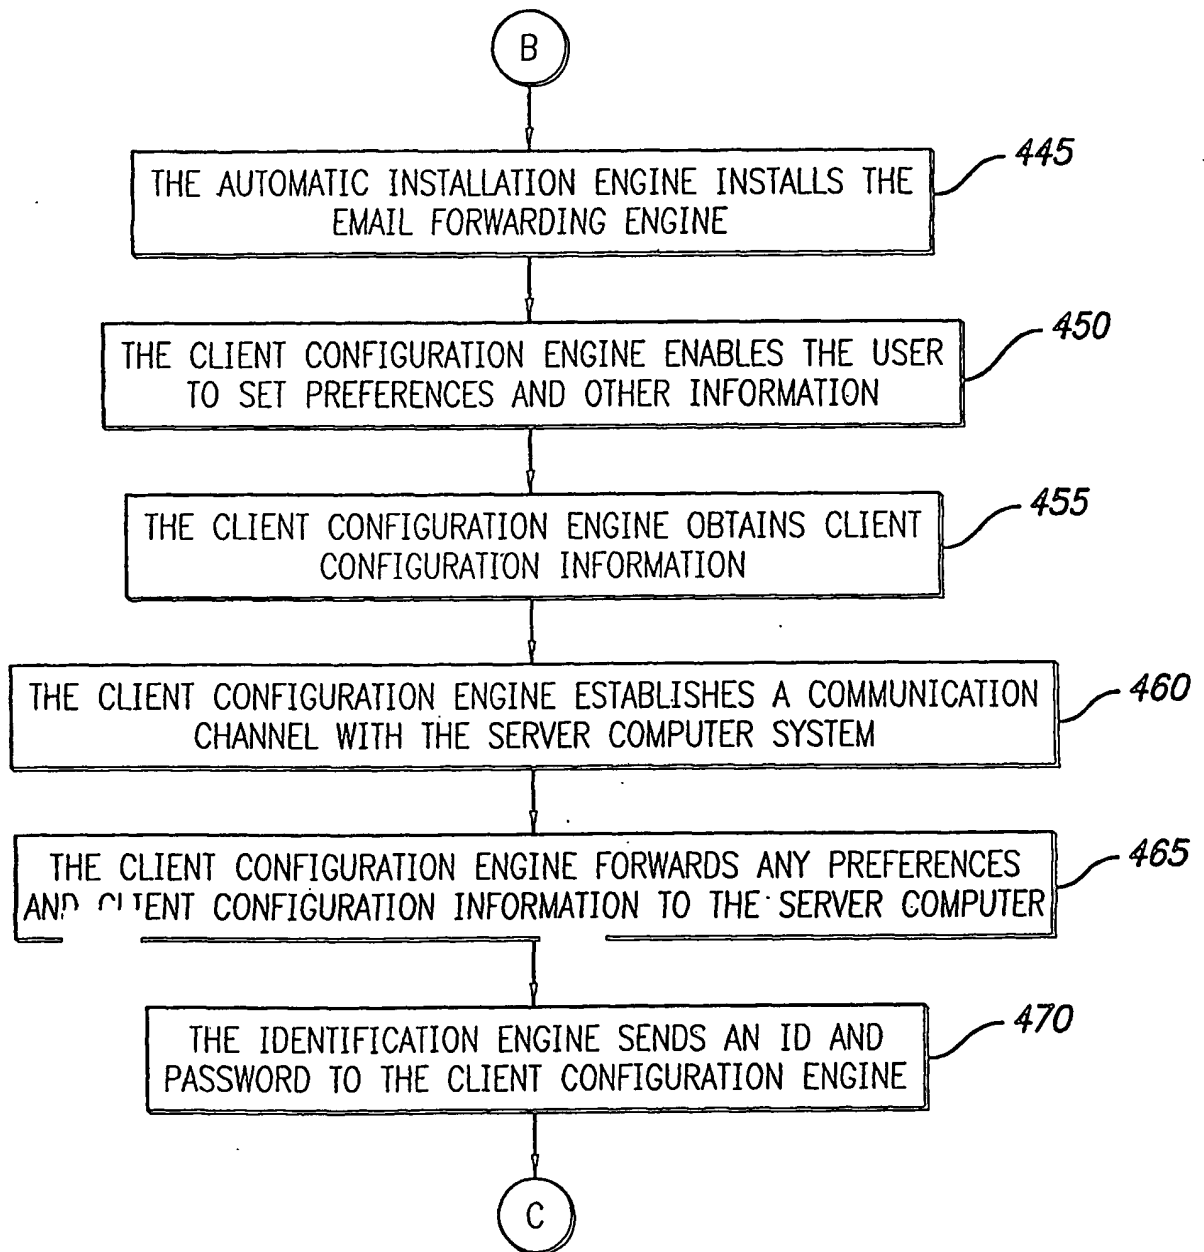 B
THE AUTOMATIC INSTALLATION ENGINE INSTALLS THE
EMAIL FORWARDING ENGINE
445
THE CLIENT CONFIGURATION ENGINE ENABLES THE USER
TO SET PREFERENCES AND OTHER INFORMATION
450
THE CLIENT CONFIGURATION ENGINE OBTAINS CLIENT
CONFIGURATION INFORMATION
455
THE CLIENT CONFIGURATION ENGINE ESTABLISHES A COMMUNICATION
CHANNEL WITH THE SERVER COMPUTER SYSTEM
460
THE CLIENT CONFIGURATION ENGINE FORWARDS ANY PREFERENCES
AND CLIENT CONFIGURATION INFORMATION TO THE SERVER COMPUTER
465
THE IDENTIFICATION ENGINE SENDS AN ID AND
PASSWORD TO THE CLIENT CONFIGURATION ENGINE
470
C